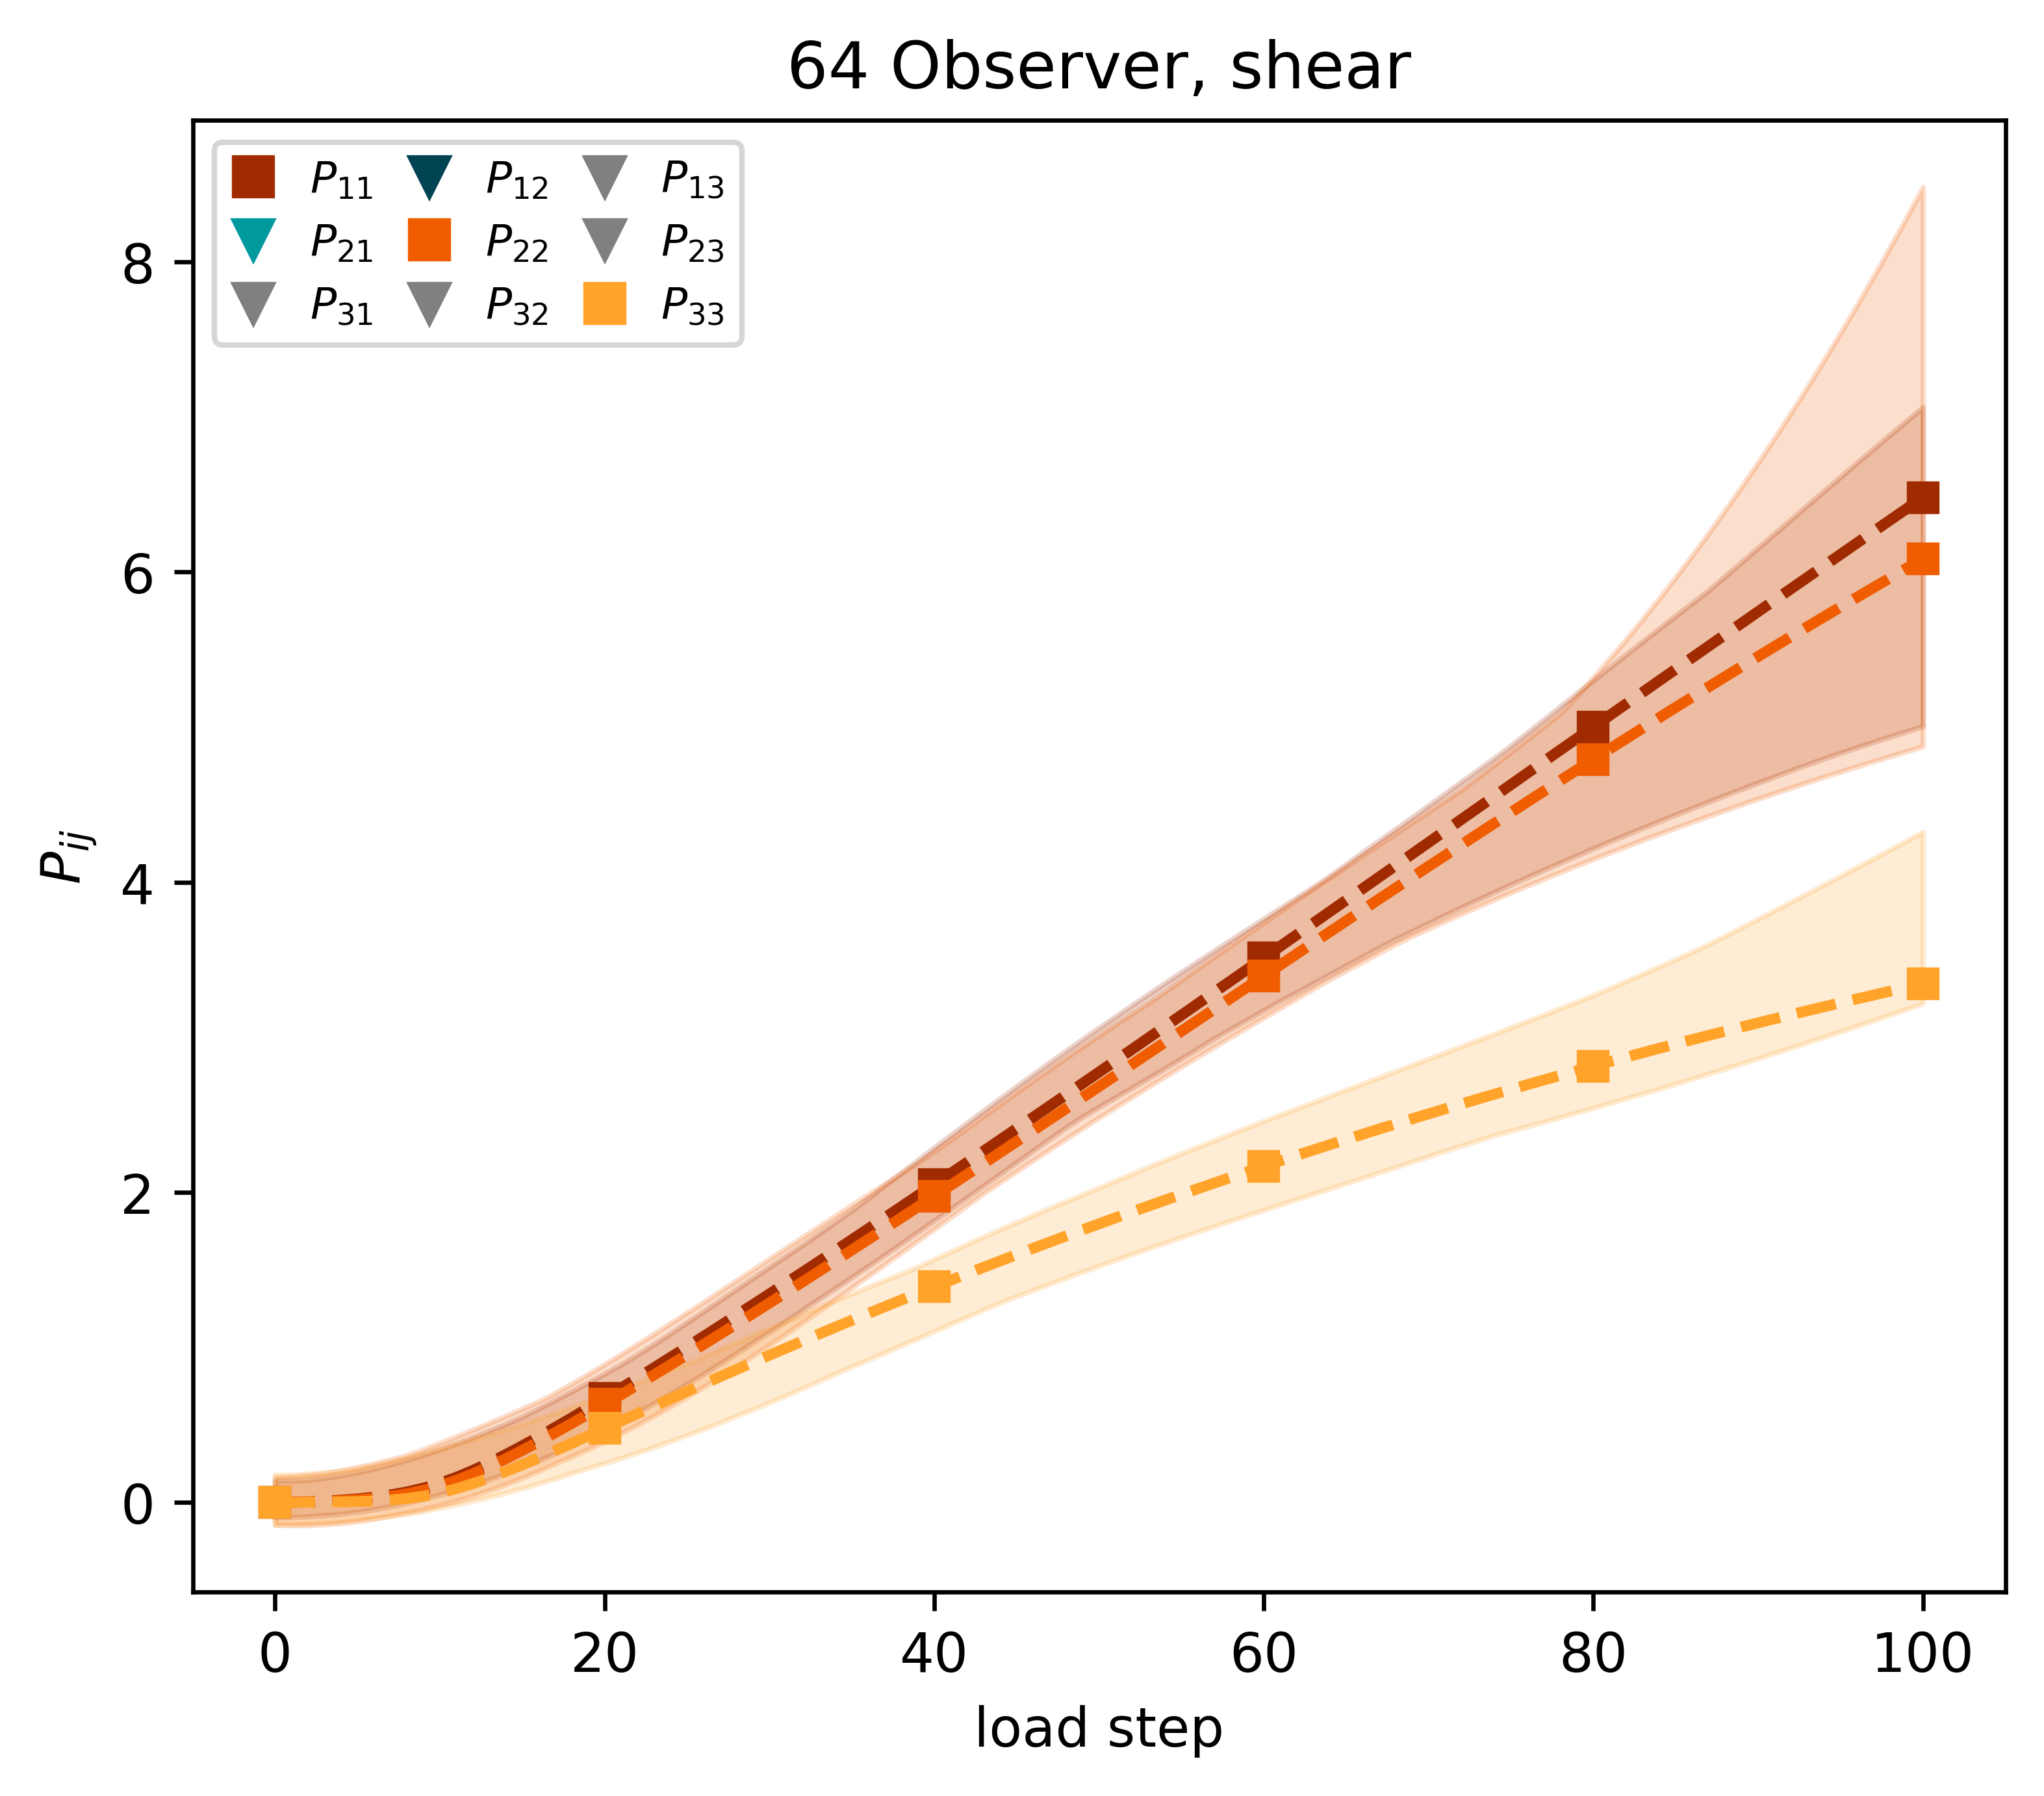 64 Observer, shear
P₁₁ P₁₂ P₁₃
P₂₁ P₂₂ P₂₃
P₃₁ P₃₂ P₃₃
8
6
4
2
0
Pᵢⱼ
0 20 40 60 80 100
load step